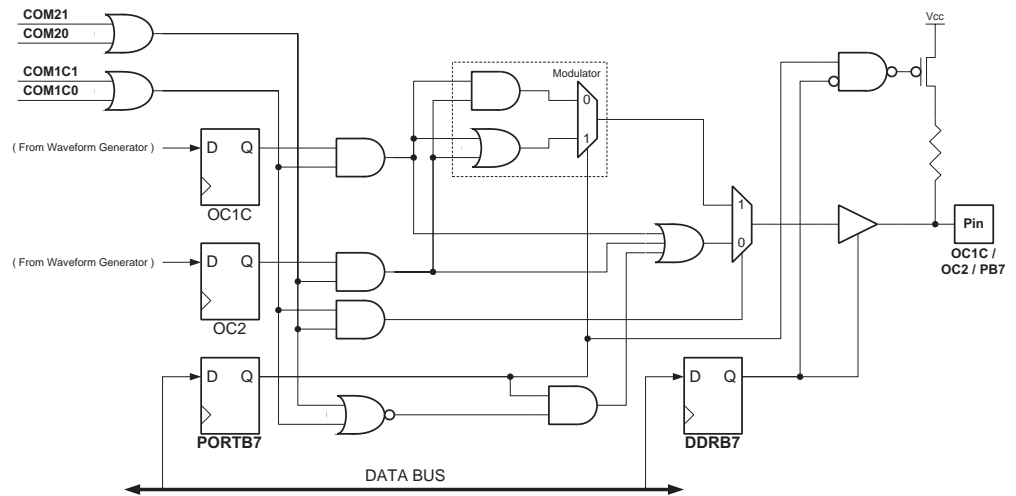 COM21
COM20
COM1C1
COM1C0
Vcc
Modulator
0
1
( From Waveform Generator )
D Q
OC1C
1
0
Pin
OC1C /
OC2 / PB7
( From Waveform Generator )
D Q
OC2
D Q
PORTB7
D Q
DDRB7
DATA BUS